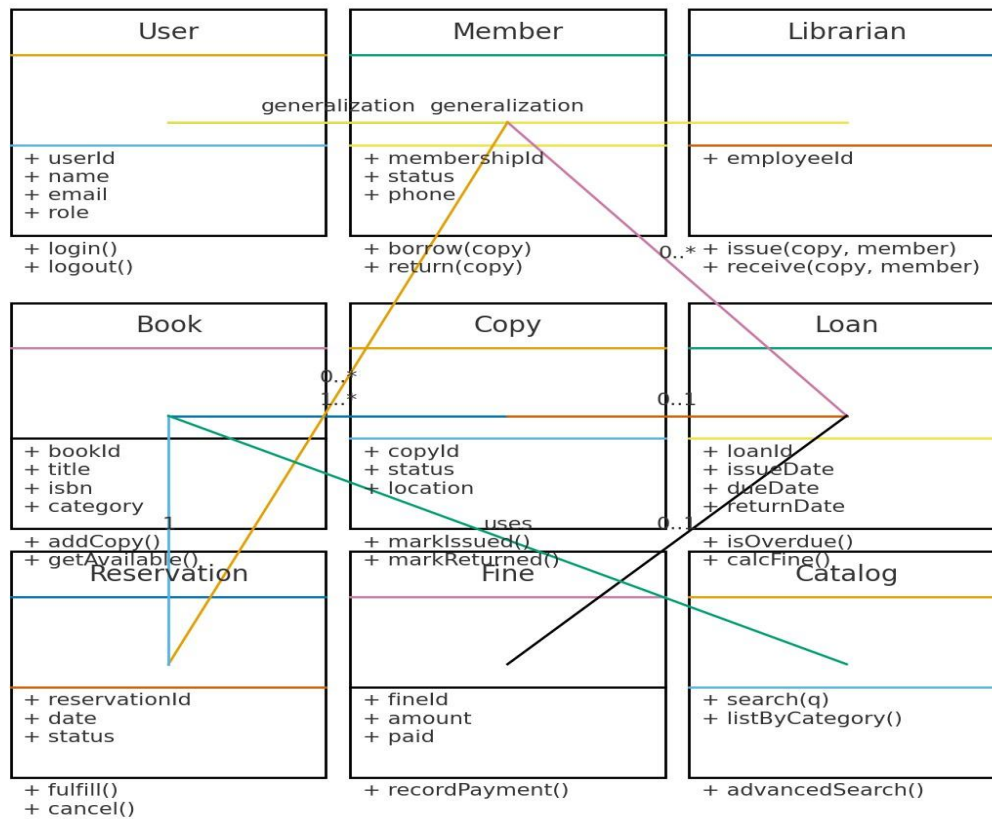 User
Member
Librarian
generalization
generalization
+ userId
+ name
+ email
+ role
+ membershipId
+ status
+ phone
+ employeeId
+ login()
+ logout()
+ borrow(copy)
+ return(copy)
0..*
+ issue(copy, member)
+ receive(copy, member)
Book
Copy
Loan
0..*
1..*
0..1
+ bookId
+ title
+ isbn
+ category
+ copyId
+ status
+ location
+ loanId
+ issueDate
+ dueDate
+ returnDate
1
uses
0..1
+ addCopy()
+ getAvailable()
+ markIssued()
+ markReturned()
+ isOverdue()
+ calcFine()
Reservation
Fine
Catalog
+ reservationId
+ date
+ status
+ fineId
+ amount
+ paid
+ search(q)
+ listByCategory()
+ fulfill()
+ cancel()
+ recordPayment()
+ advancedSearch()